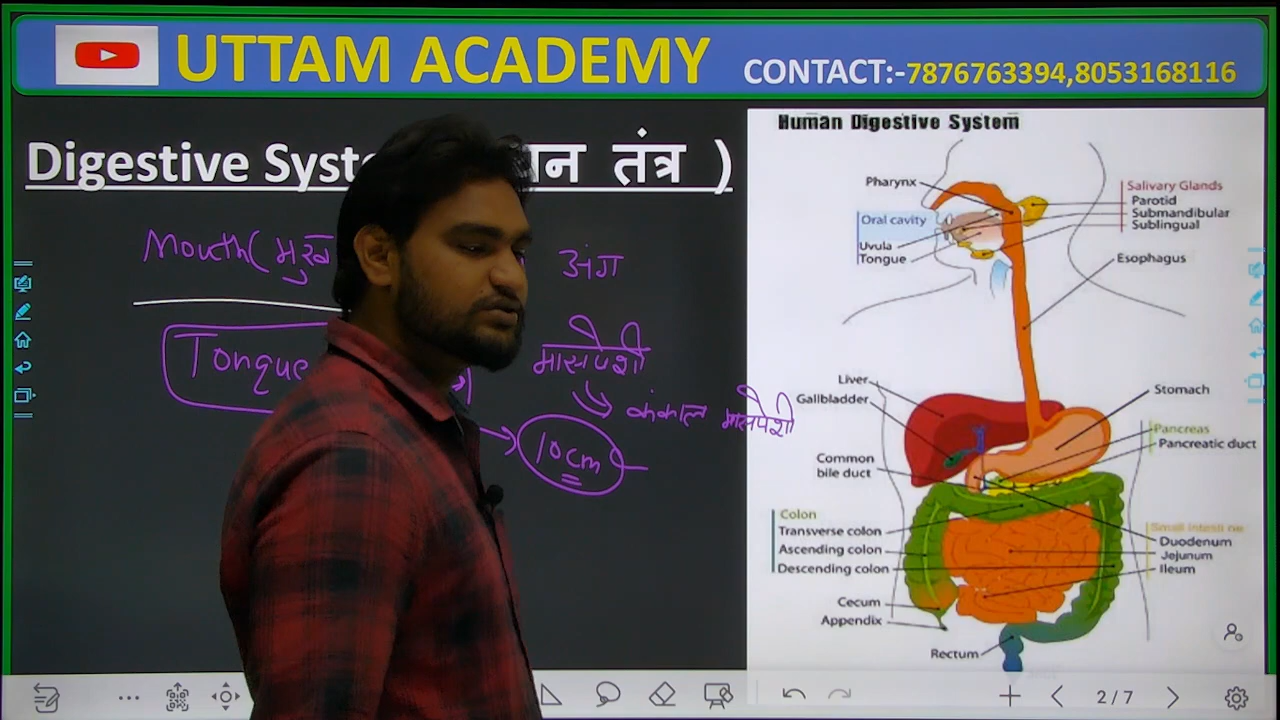 UTTAM ACADEMY
CONTACT:-7876763394,8053168116
Digestive Syst न तंत्र )
Mouth( मुख अंग
Tongue मासपेशी
कंकाल मासपेशी
10cm
Human Digestive System
Pharynx
Oral cavity
Uvula
Tongue
Salivary Glands
Parotid
Submandibular
Sublingual
Esophagus
Liver
Gallbladder
Stomach
Pancreas
Pancreatic duct
Common
bile duct
Colon
Transverse colon
Ascending colon
Descending colon
Small intesti ne
Duodenum
Jejunum
Ileum
Cecum
Appendix
Rectum
2/7